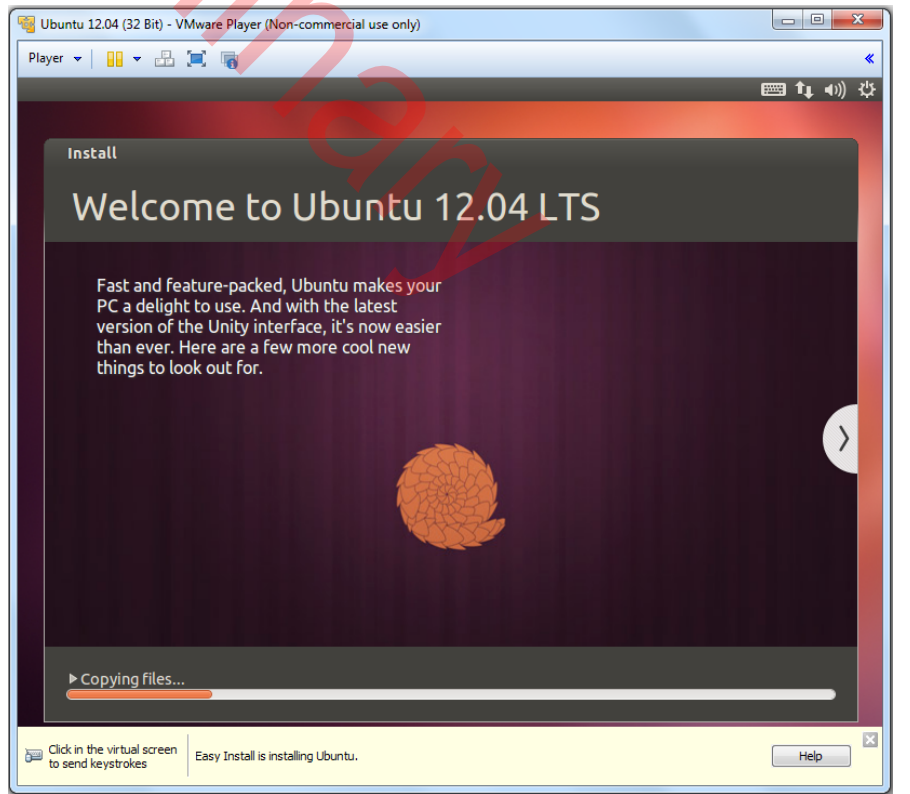 Ubuntu 12.04 (32 Bit) - VMware Player (Non-commercial use only)
Player
Install
Welcome to Ubuntu 12.04 LTS
Fast and feature-packed, Ubuntu makes your
PC a delight to use. And with the latest
version of the Unity interface, it's now easier
than ever. Here are a few more cool new
things to look out for.
Copying files...
Click in the virtual screen
to send keystrokes
Easy Install is installing Ubuntu.
Help
inary